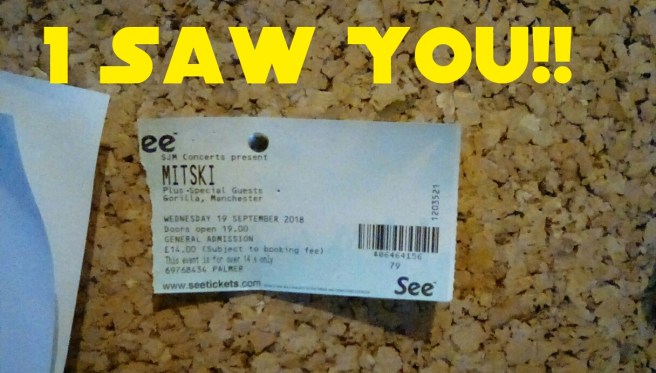 I SAW YOU!!
ee
SJM Concerts present
MITSKI
Plus Special Guests
Gorilla, Manchester
WEDNESDAY 19 SEPTEMBER 2018
Doors open 19.00
GENERAL ADMISSION
£14.00 (Subject to booking fee)
This event is for over 14's only
69768434 PALMER
www.seetickets.com
1203521
#06464156
79
See